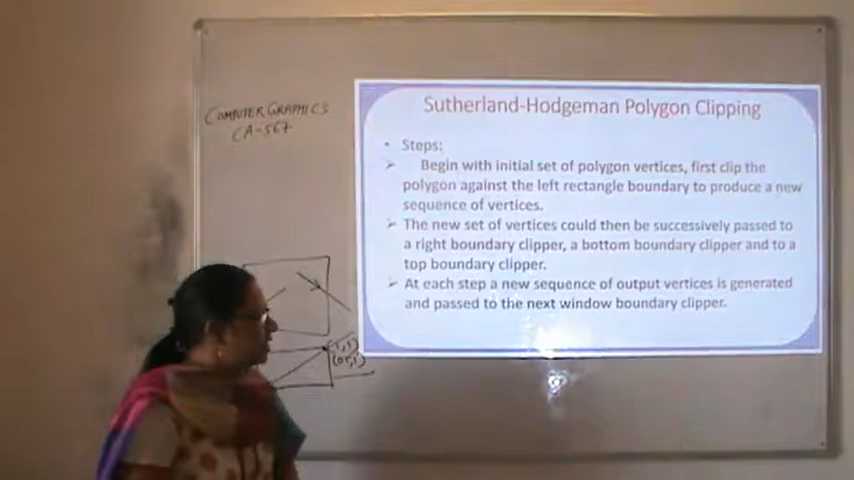 COMPUTER GRAPHICS
CA-567
Sutherland-Hodgeman Polygon Clipping
• Steps:
➢ Begin with initial set of polygon vertices, first clip the
polygon against the left rectangle boundary to produce a new
sequence of vertices.
➢ The new set of vertices could then be successively passed to
a right boundary clipper, a bottom boundary clipper and to a
top boundary clipper.
➢ At each step a new sequence of output vertices is generated
and passed to the next window boundary clipper.